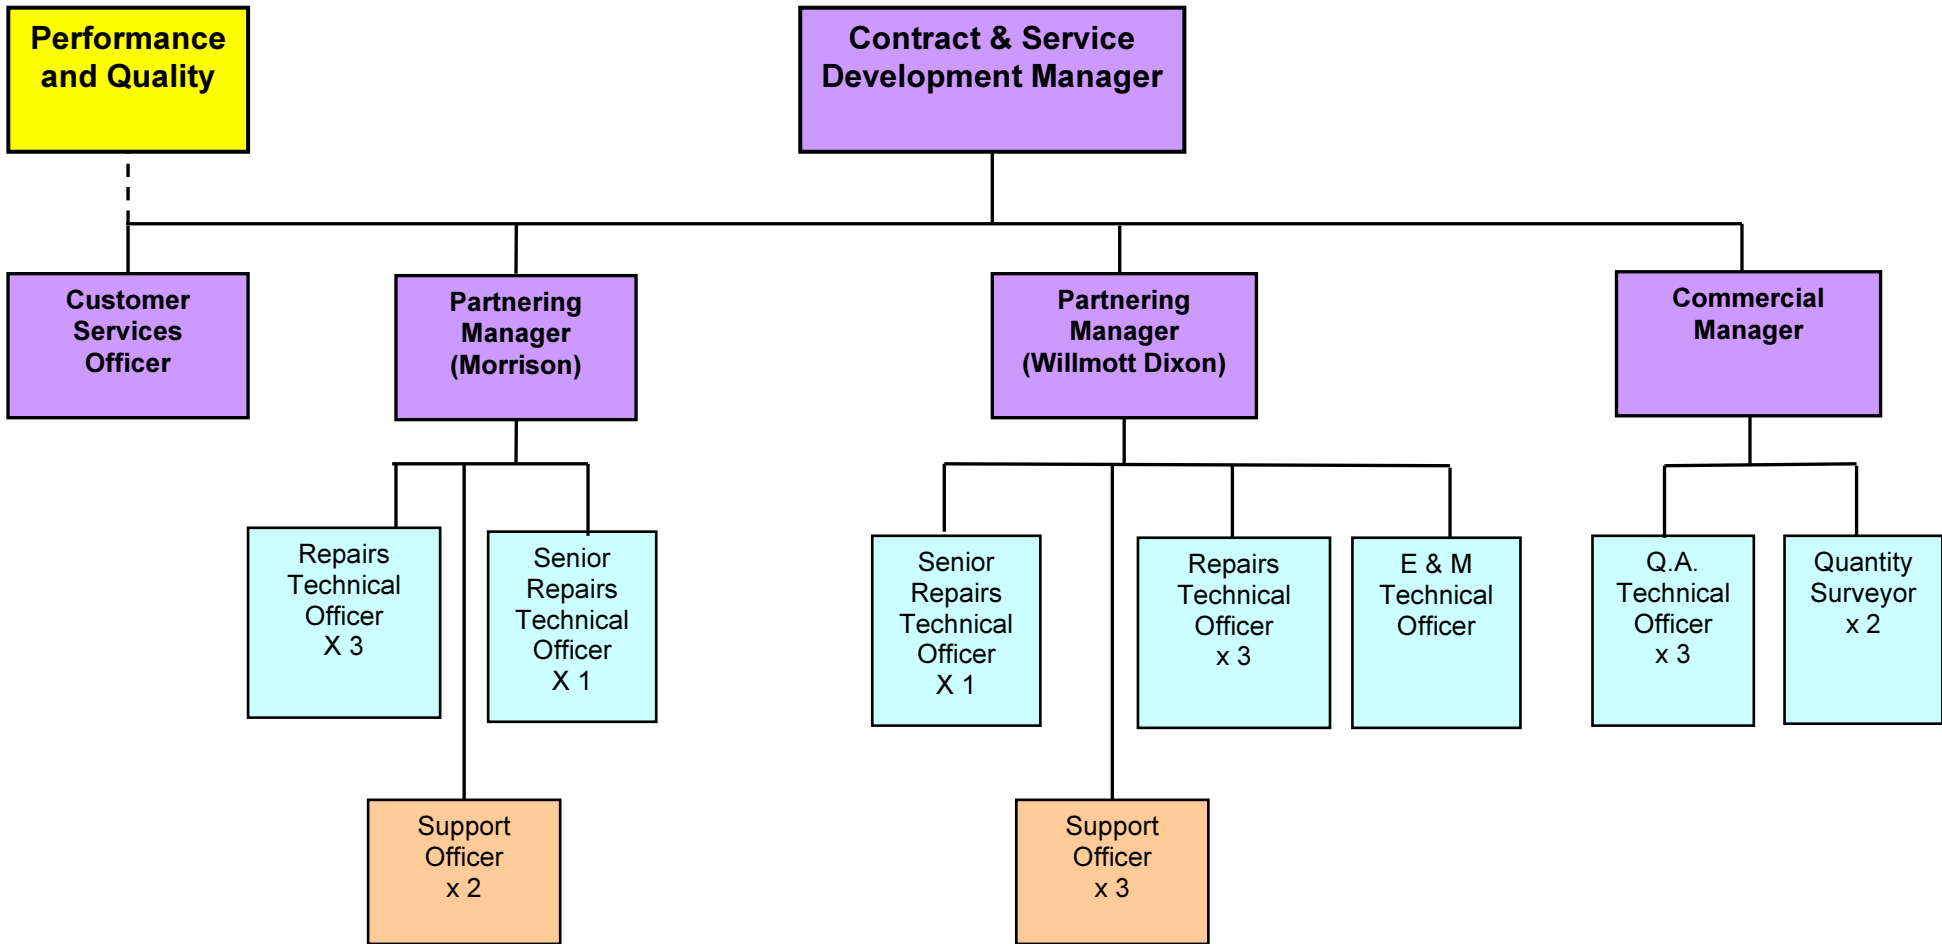 Performance
and Quality
Contract & Service
Development Manager
Customer
Services
Officer
Partnering
Manager
(Morrison)
Partnering
Manager
(Willmott Dixon)
Commercial
Manager
Repairs
Technical
Officer
X 3
Senior
Repairs
Technical
Officer
X 1
Senior
Repairs
Technical
Officer
X 1
Repairs
Technical
Officer
x 3
E & M
Technical
Officer
Q.A.
Technical
Officer
x 3
Quantity
Surveyor
x 2
Support
Officer
x 2
Support
Officer
x 3